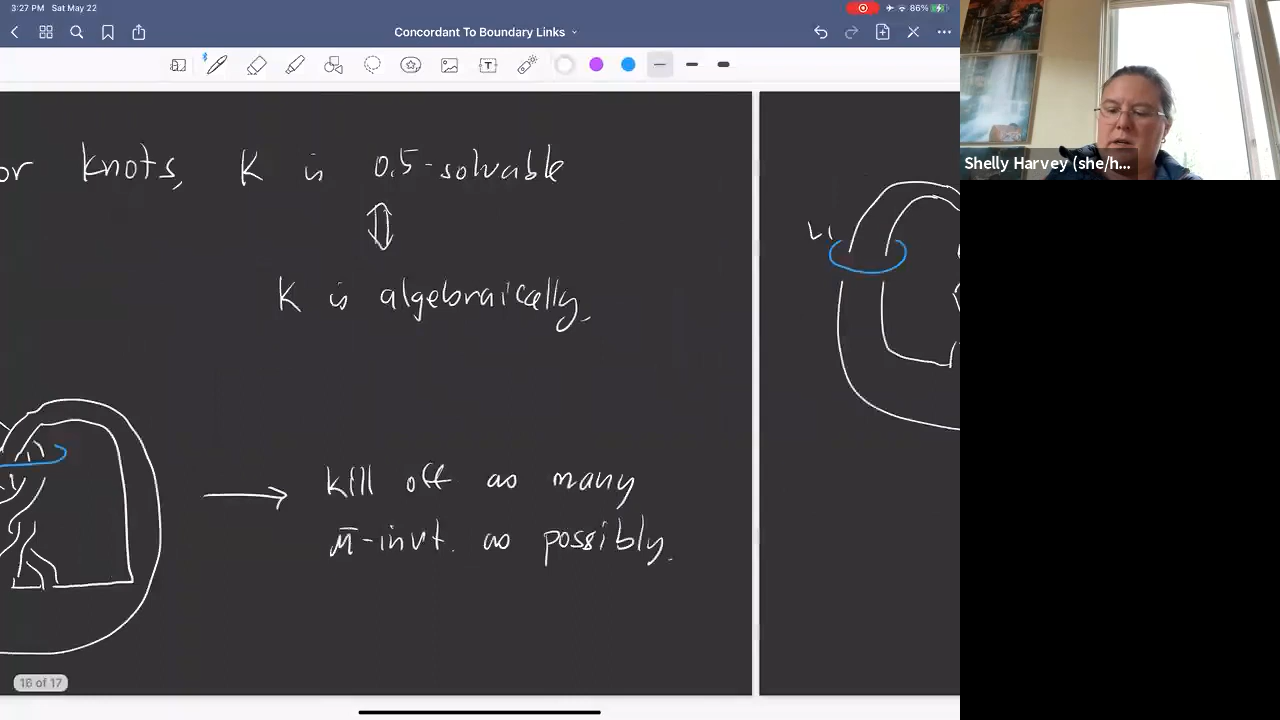 3:27 PM Sat May 22
86%
Concordant To Boundary Links
or knots, K is 0.5-solvable
K is algebraically.
L1
kill off as many
μ̄-invt. as possibly.
16 of 17
Shelly Harvey (she/h...
T